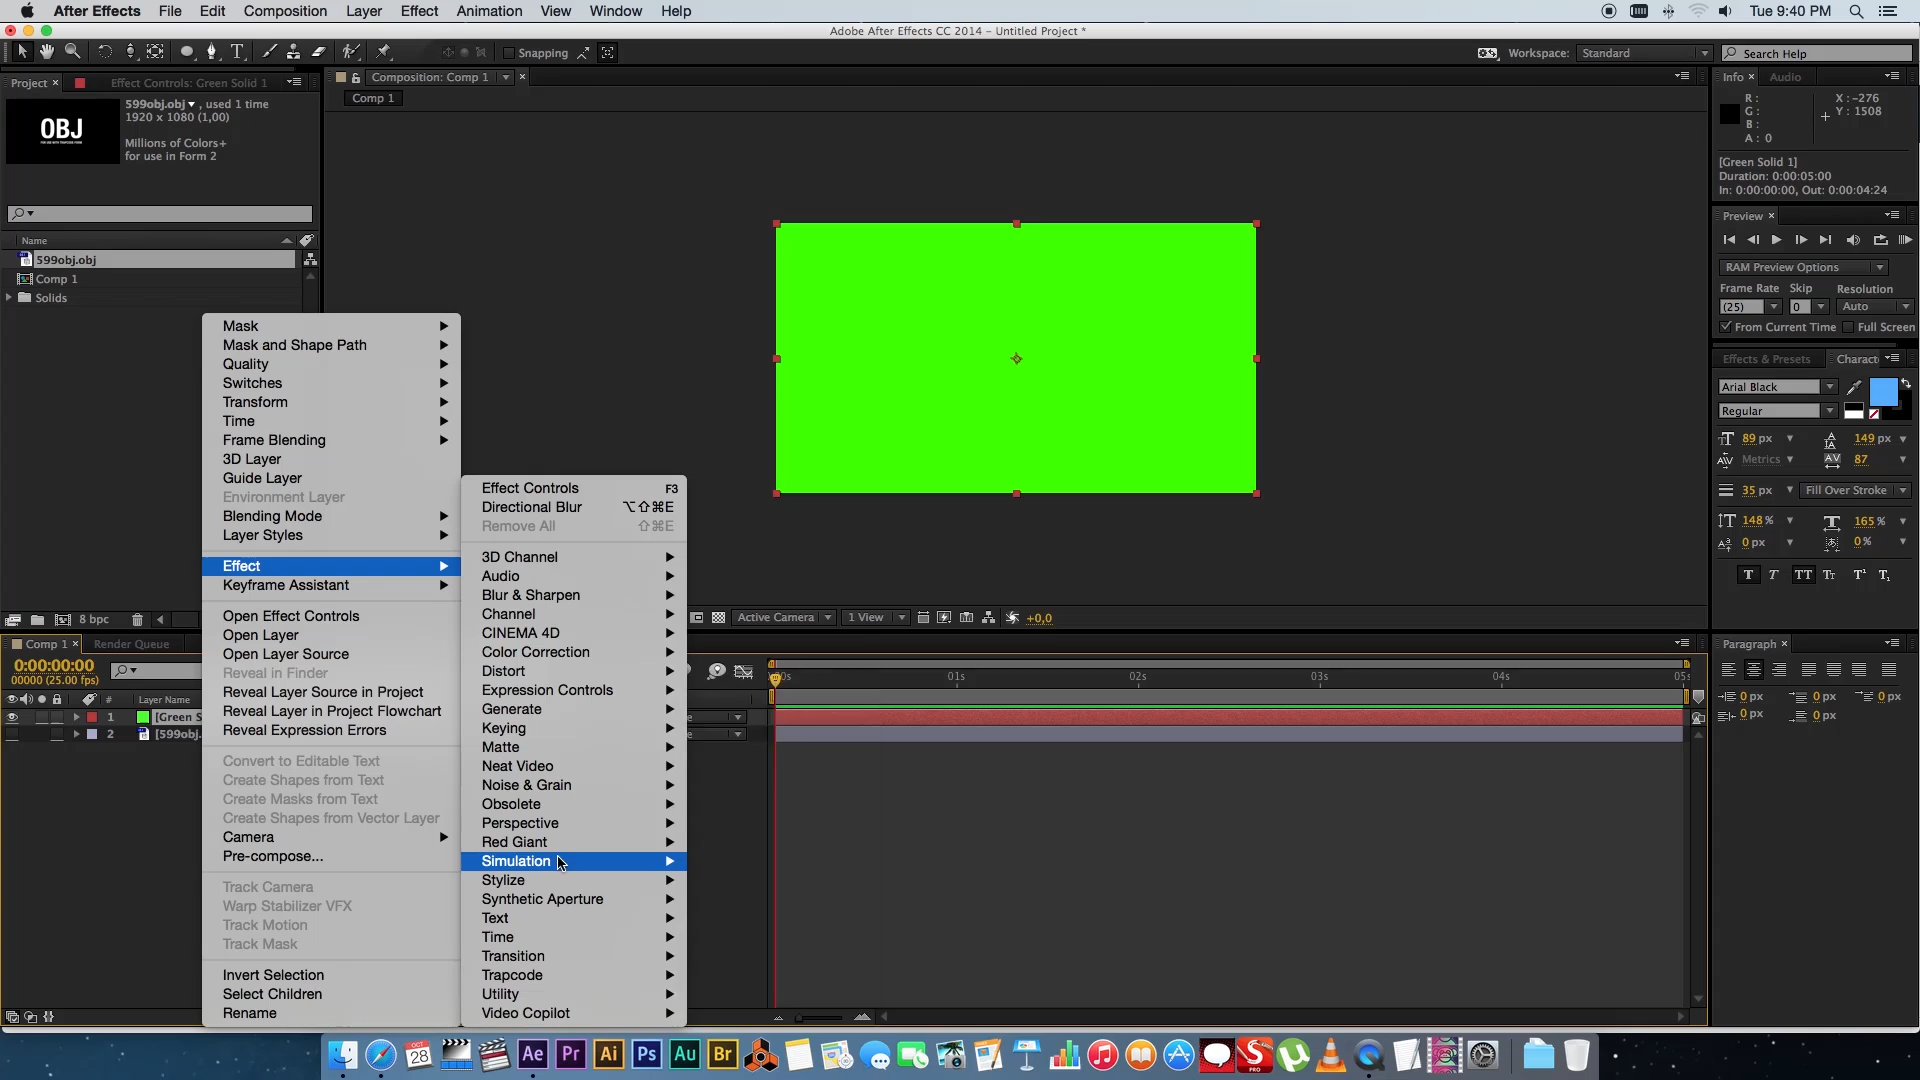 After Effects File Edit Composition Layer Effect Animation View Window Help Tue 9:40 PM
Adobe After Effects CC 2014 - Untitled Project *
Snapping Workspace: Standard Search Help
Project × Effect Controls: Green Solid 1
Composition: Comp 1 ×
Info × Audio
Comp 1
OBJ
599obj.obj ▾ , used 1 time
1920 x 1080 (1,00)
Millions of Colors+
for use in Form 2
R :
G :
B :
A : 0
X : -276
Y : 1508
[Green Solid 1]
Duration: 0:00:05:00
In: 0:00:00:00, Out: 0:00:04:24
Preview ×
Name
599obj.obj
Comp 1
Solids
RAM Preview Options
Frame Rate Skip Resolution
(25) 0 Auto
From Current Time Full Screen
Effects & Presets Charact
Arial Black
Regular
89 px 149 px
Metrics 87
35 px Fill Over Stroke
148 % 165 %
0 px 0 %
T T TT Tt T¹ T₁
Mask
Mask and Shape Path
Quality
Switches
Transform
Time
Frame Blending
3D Layer
Guide Layer
Environment Layer
Blending Mode
Layer Styles
Effect
Keyframe Assistant
Open Effect Controls
Open Layer
Open Layer Source
Reveal in Finder
Reveal Layer Source in Project
Reveal Layer in Project Flowchart
Reveal Expression Errors
Convert to Editable Text
Create Shapes from Text
Create Masks from Text
Create Shapes from Vector Layer
Camera
Pre-compose...
Track Camera
Warp Stabilizer VFX
Track Motion
Track Mask
Invert Selection
Select Children
Rename
Effect Controls F3
Directional Blur ⌥⇧⌘E
Remove All ⇧⌘E
3D Channel
Audio
Blur & Sharpen
Channel
CINEMA 4D
Color Correction
Distort
Expression Controls
Generate
Keying
Matte
Neat Video
Noise & Grain
Obsolete
Perspective
Red Giant
Simulation
Stylize
Synthetic Aperture
Text
Time
Transition
Trapcode
Utility
Video Copilot
8 bpc
Active Camera 1 View +0,0
Comp 1 × Render Queue
0:00:00:00
00000 (25.00 fps)
# Layer Name
1 [Green S
2 [599obj.
01s 02s 03s 04s 05s
Paragraph ×
0 px 0 px 0 px
0 px 0 px
28 Ae Pr Ai Ps Au Br
PRO